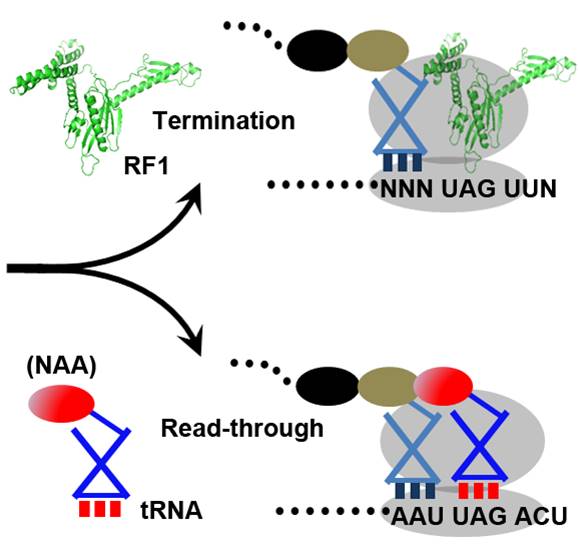 Termination
RF1
NNN UAG UUN
(NAA)
Read-through
tRNA
AAU UAG ACU